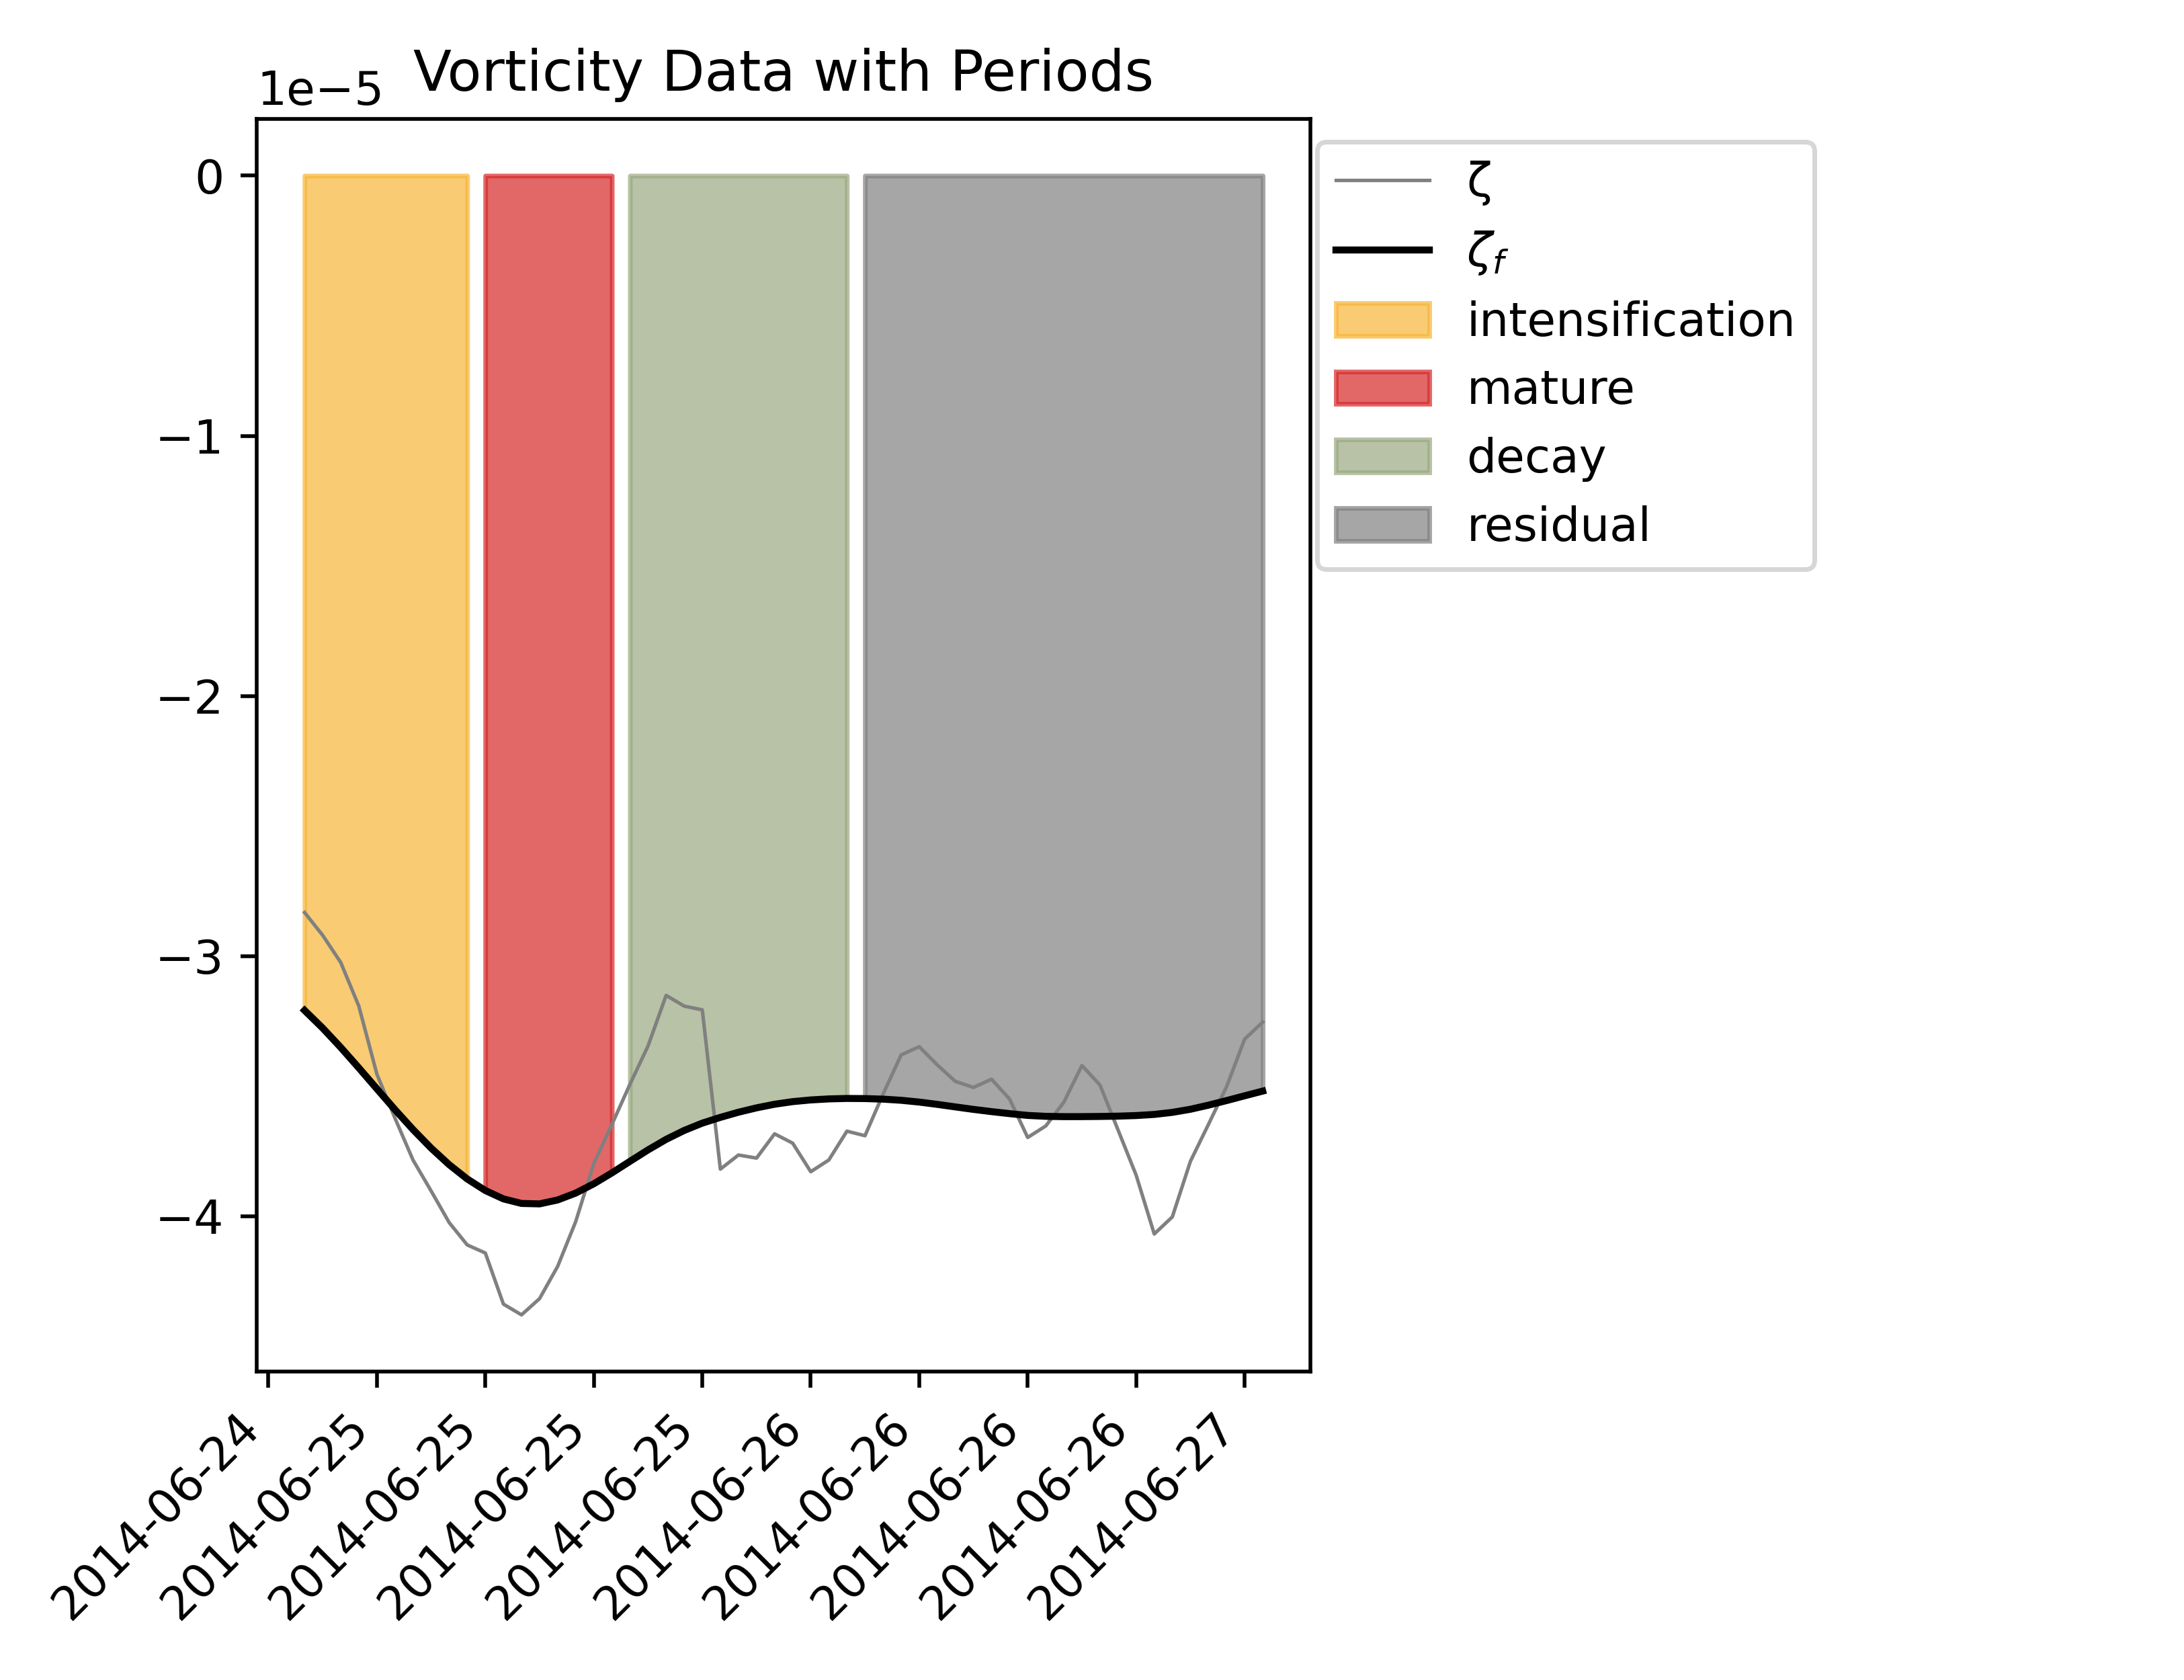 Vorticity Data with Periods
1e−5
0
−1
−2
−3
−4
2014-06-24
2014-06-25
2014-06-25
2014-06-25
2014-06-25
2014-06-26
2014-06-26
2014-06-26
2014-06-26
2014-06-27
ζ
ζf
intensification
mature
decay
residual